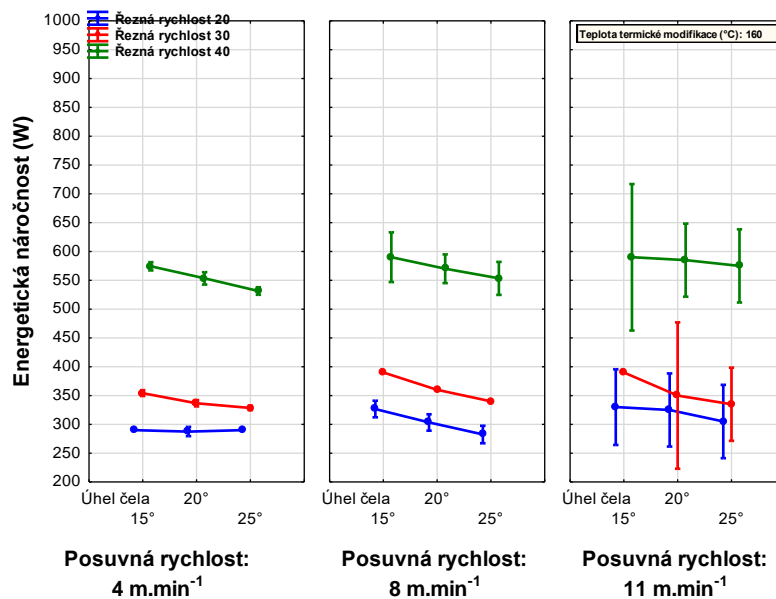 Řezná rychlost 20
Řezná rychlost 30
Řezná rychlost 40
Teplota termické modifikace (°C): 160
Energetická náročnost (W)
1000
950
900
850
800
750
700
650
600
550
500
450
400
350
300
250
200
Úhel čela 20° Úhel čela 20° Úhel čela 20°
15° 25° 15° 25° 15° 25°
Posuvná rychlost: Posuvná rychlost: Posuvná rychlost:
4 m.min⁻¹ 8 m.min⁻¹ 11 m.min⁻¹